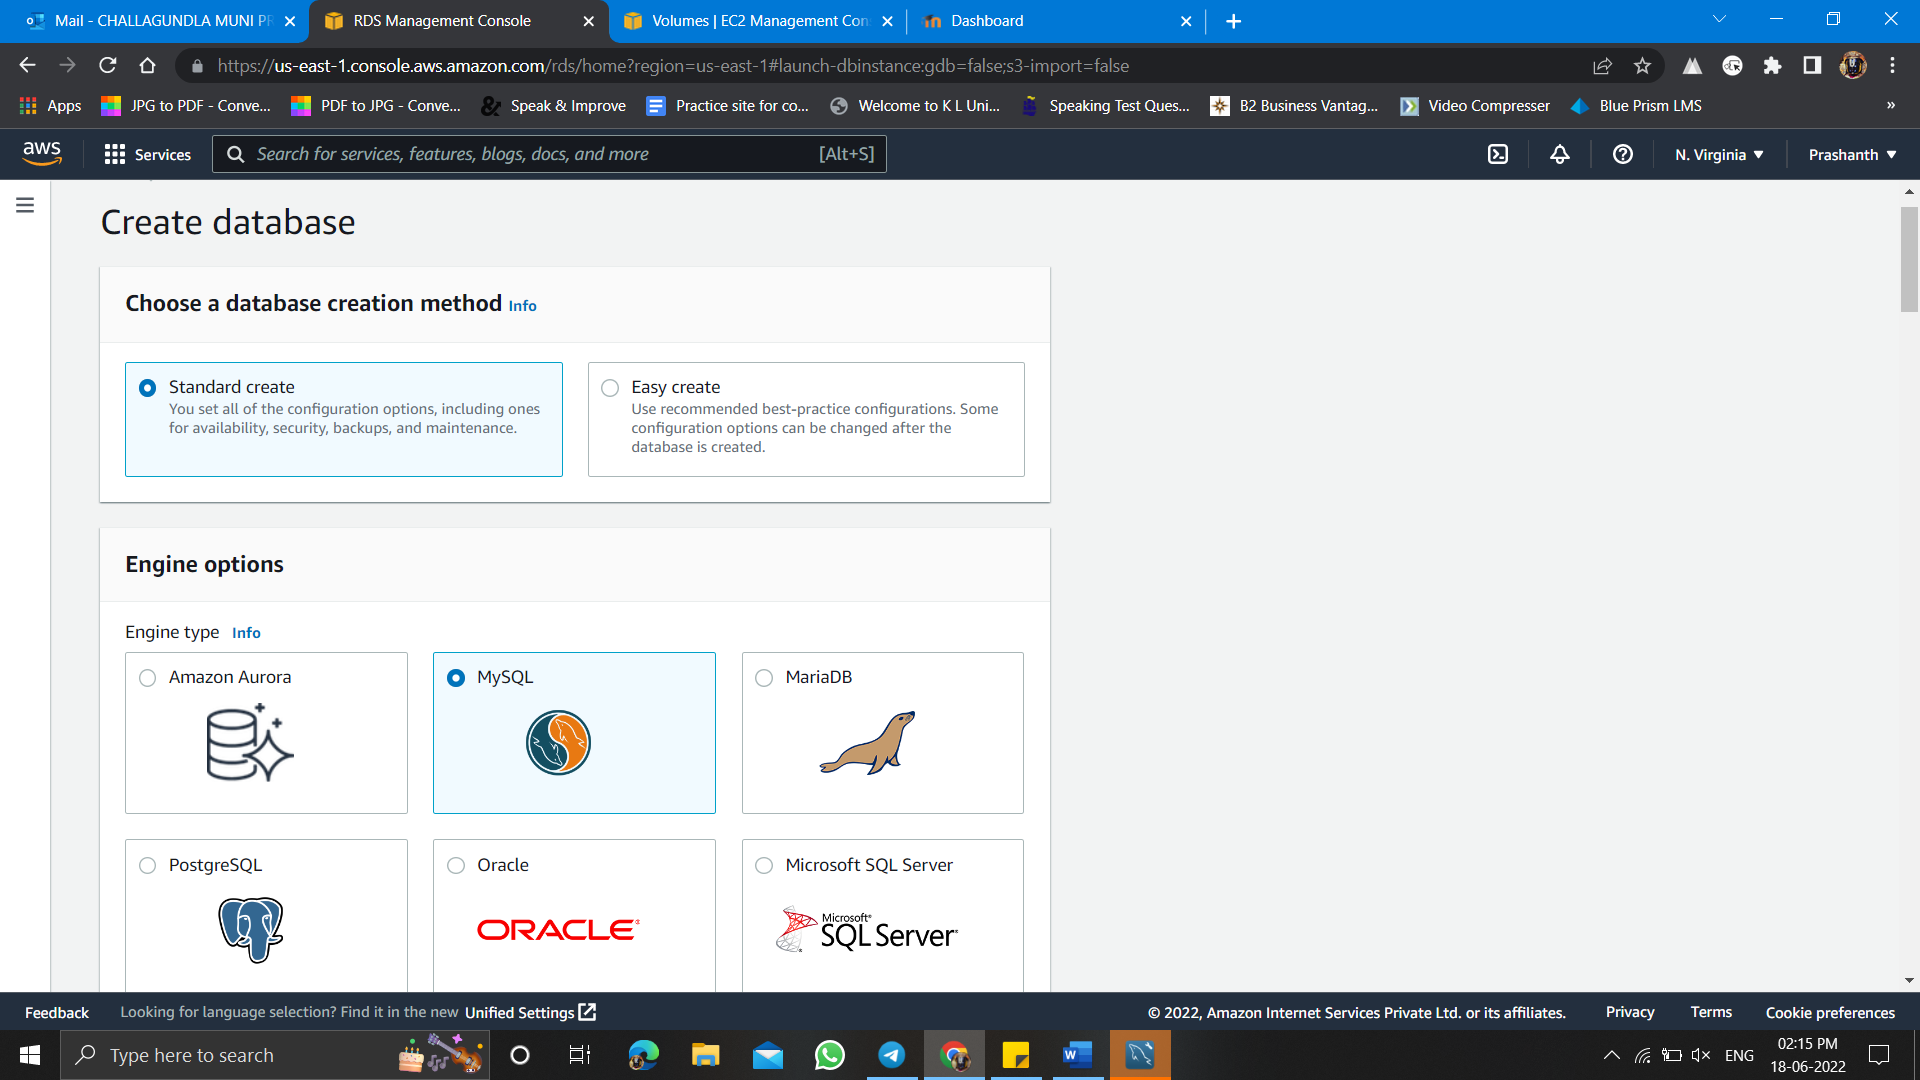 Mail - CHALLAGUNDLA MUNI PR
RDS Management Console
Volumes | EC2 Management Con
Dashboard
https://us-east-1.console.aws.amazon.com/rds/home?region=us-east-1#launch-dbinstance:gdb=false;s3-import=false
Apps
JPG to PDF - Conve...
PDF to JPG - Conve...
Speak & Improve
Practice site for co...
Welcome to K L Uni...
Speaking Test Ques...
B2 Business Vantag...
Video Compresser
Blue Prism LMS
»
aws
Services
Search for services, features, blogs, docs, and more
[Alt+S]
N. Virginia
Prashanth
Create database
Choose a database creation method Info
Standard create
You set all of the configuration options, including ones
for availability, security, backups, and maintenance.
Easy create
Use recommended best-practice configurations. Some
configuration options can be changed after the
database is created.
Engine options
Engine type Info
Amazon Aurora
MySQL
MariaDB
PostgreSQL
Oracle
ORACLE
Microsoft SQL Server
Microsoft®
SQL Server
Feedback
Looking for language selection? Find it in the new Unified Settings
© 2022, Amazon Internet Services Private Ltd. or its affiliates.
Privacy
Terms
Cookie preferences
Type here to search
ENG
02:15 PM
18-06-2022